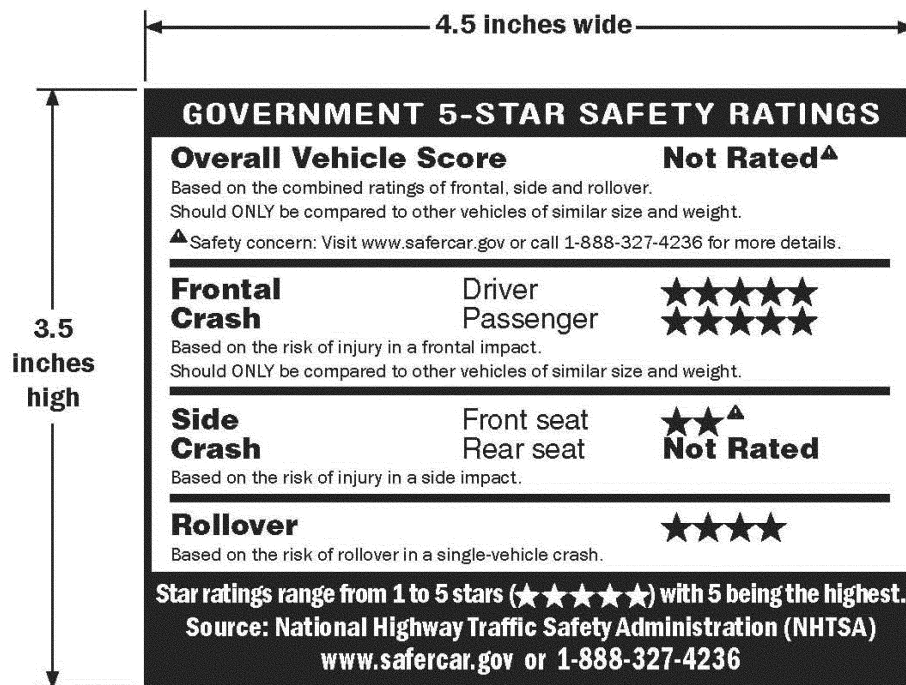 4.5 inches wide
3.5
inches
high
GOVERNMENT 5-STAR SAFETY RATINGS
Overall Vehicle Score Not Rated⚠
Based on the combined ratings of frontal, side and rollover.
Should ONLY be compared to other vehicles of similar size and weight.
⚠Safety concern: Visit www.safercar.gov or call 1-888-327-4236 for more details.
Frontal Driver ★★★★★
Crash Passenger ★★★★★
Based on the risk of injury in a frontal impact.
Should ONLY be compared to other vehicles of similar size and weight.
Side Front seat ★★⚠
Crash Rear seat Not Rated
Based on the risk of injury in a side impact.
Rollover ★★★★
Based on the risk of rollover in a single-vehicle crash.
Star ratings range from 1 to 5 stars (★★★★★) with 5 being the highest.
Source: National Highway Traffic Safety Administration (NHTSA)
www.safercar.gov or 1-888-327-4236